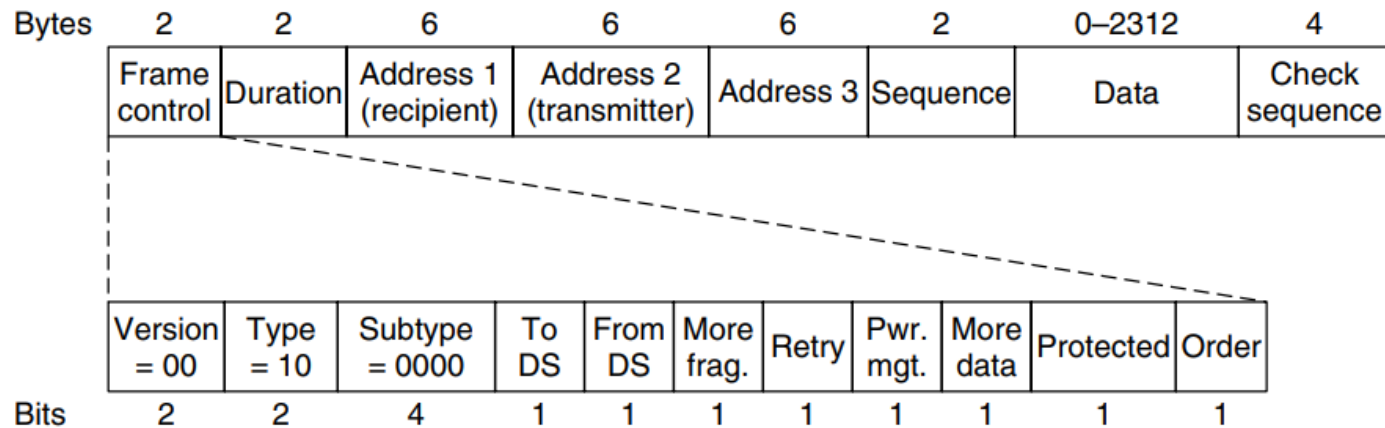 Bytes 2 2 6 6 6 2 0–2312 4
Frame control Duration Address 1 (recipient) Address 2 (transmitter) Address 3 Sequence Data Check sequence
Version = 00 Type = 10 Subtype = 0000 To DS From DS More frag. Retry Pwr. mgt. More data Protected Order
Bits 2 2 4 1 1 1 1 1 1 1 1